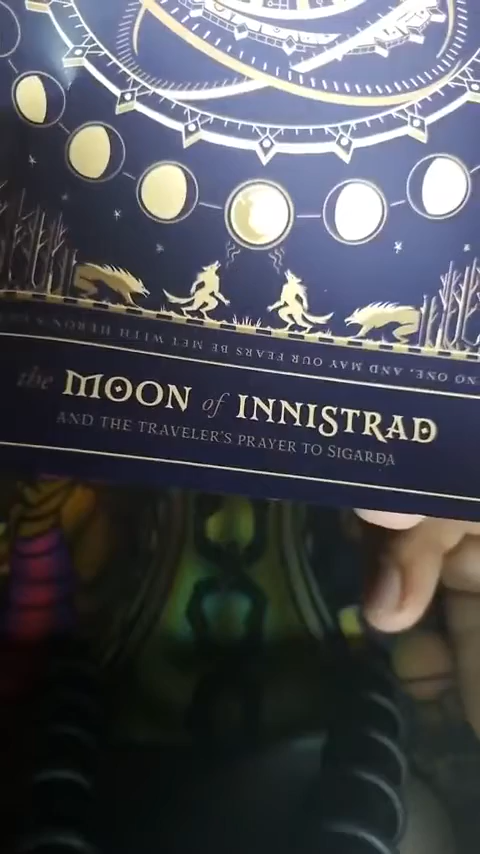 NO ONE, AND MAY OUR FEARS BE MET WITH HERON'S
the MOON of INNISTRAD
AND THE TRAVELER'S PRAYER TO SIGARDA